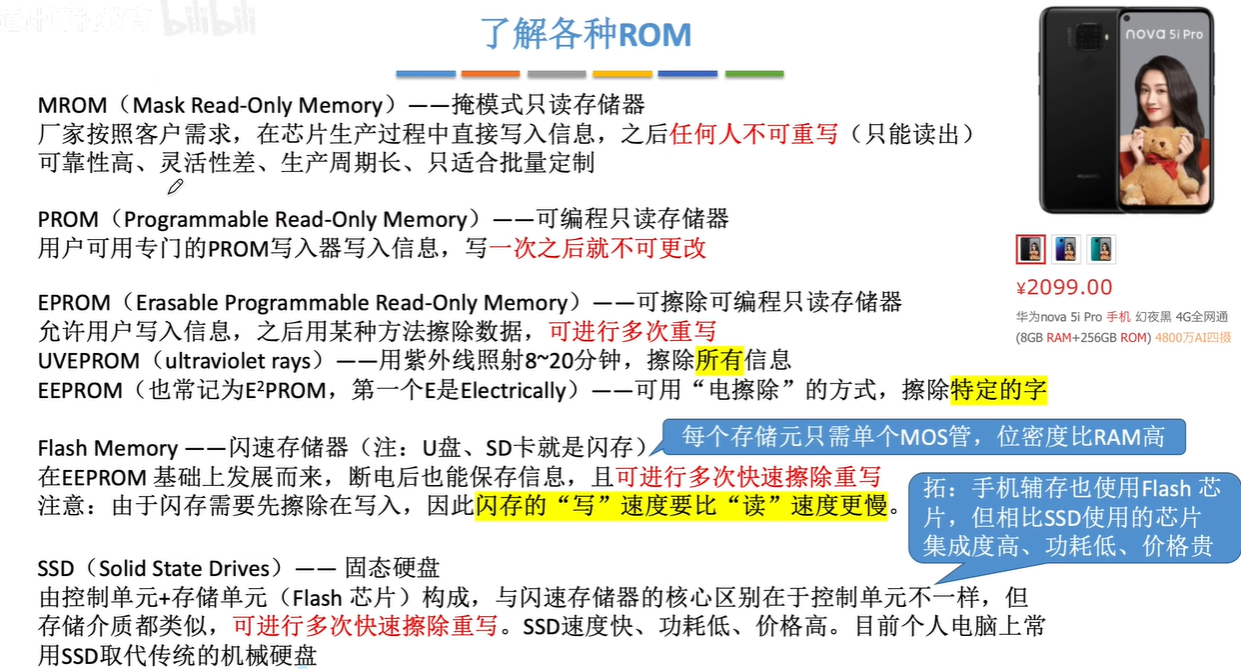 bilibili
了解各种ROM
MROM（Mask Read-Only Memory）——掩模式只读存储器
厂家按照客户需求，在芯片生产过程中直接写入信息，之后任何人不可重写（只能读出）
可靠性高、灵活性差、生产周期长、只适合批量定制
PROM（Programmable Read-Only Memory）——可编程只读存储器
用户可用专门的PROM写入器写入信息，写一次之后就不可更改
EPROM（Erasable Programmable Read-Only Memory）——可擦除可编程只读存储器
允许用户写入信息，之后用某种方法擦除数据，可进行多次重写
UVEPROM（ultraviolet rays）——用紫外线照射8~20分钟，擦除所有信息
EEPROM（也常记为E²PROM，第一个E是Electrically）——可用“电擦除”的方式，擦除特定的字
Flash Memory ——闪速存储器（注：U盘、SD卡就是闪存）
每个存储元只需单个MOS管，位密度比RAM高
在EEPROM 基础上发展而来，断电后也能保存信息，且可进行多次快速擦除重写
注意：由于闪存需要先擦除在写入，因此闪存的“写”速度要比“读”速度更慢。
拓：手机辅存也使用Flash 芯
片，但相比SSD使用的芯片
集成度高、功耗低、价格贵
SSD（Solid State Drives）—— 固态硬盘
由控制单元+存储单元（Flash 芯片）构成，与闪速存储器的核心区别在于控制单元不一样，但
存储介质都类似，可进行多次快速擦除重写。SSD速度快、功耗低、价格高。目前个人电脑上常
用SSD取代传统的机械硬盘
nova 5i Pro
HUAWEI
¥2099.00
华为nova 5i Pro 手机 幻夜黑 4G全网通
(8GB RAM+256GB ROM) 4800万AI四摄